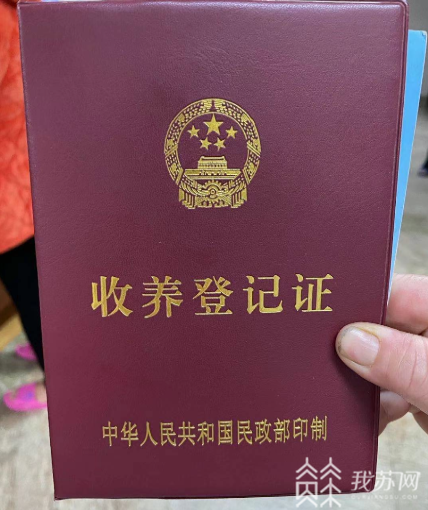 收养登记证
中华人民共和国民政部印制
我苏网